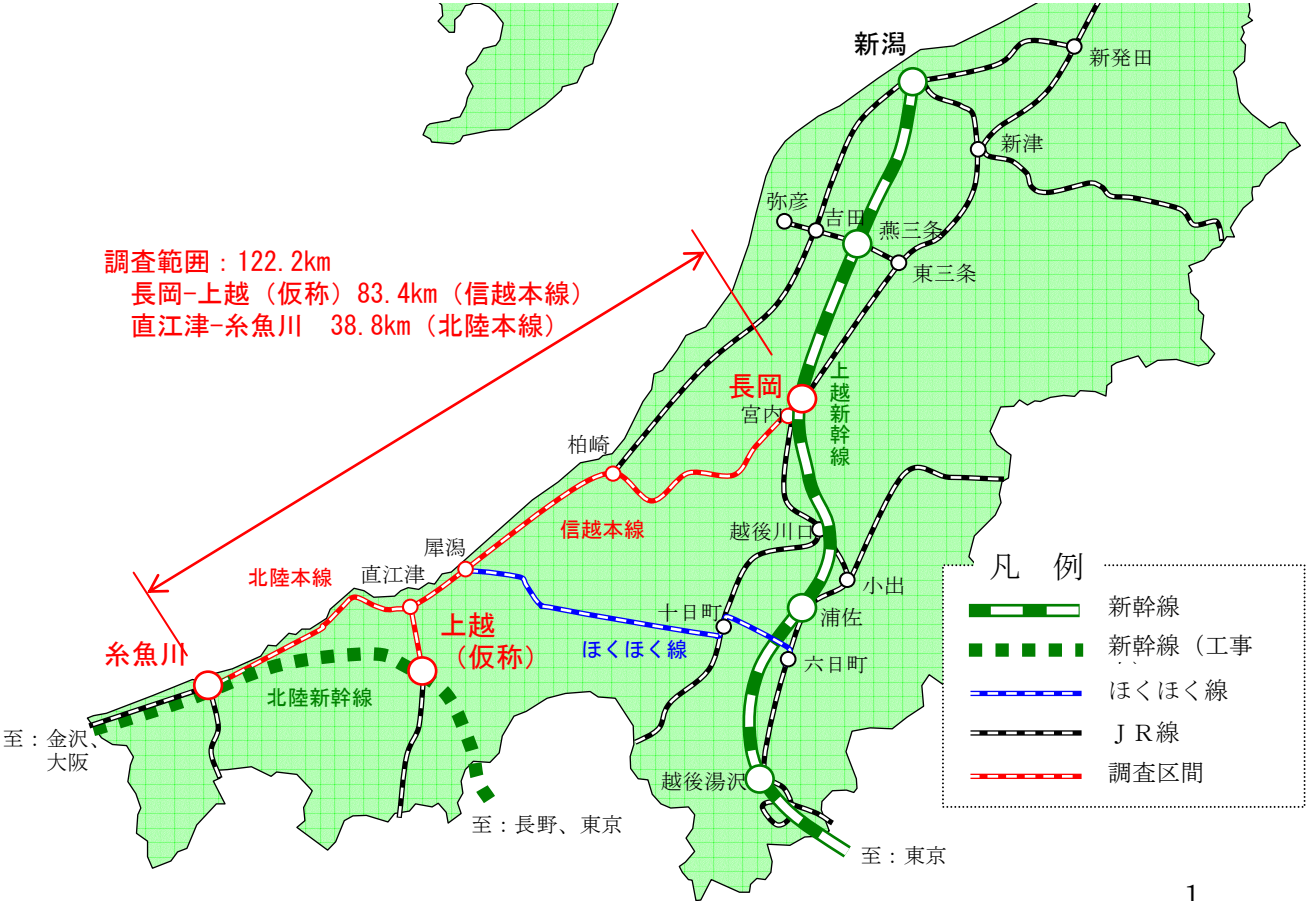 新潟
新発田
新津
弥彦
吉田
燕三条
東三条
調査範囲：122.2km
長岡-上越（仮称）83.4km（信越本線）
直江津-糸魚川　38.8km（北陸本線）
長岡
宮内
上越新幹線
柏崎
信越本線
越後川口
犀潟
北陸本線
直江津
小出
十日町
浦佐
上越
（仮称）
ほくほく線
六日町
糸魚川
北陸新幹線
至：金沢、
大阪
越後湯沢
至：長野、東京
至：東京
凡　例
新幹線
新幹線（工事
ほくほく線
ＪＲ線
調査区間
1